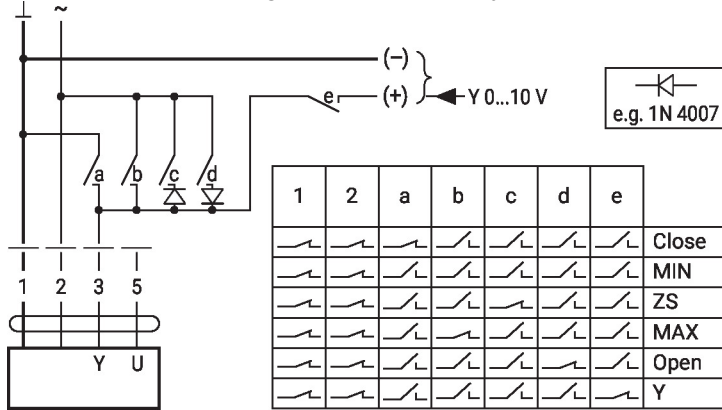 ⊥ ~
(–)
e (+) Y 0...10 V
e.g. 1N 4007
a b c d
1 2 a b c d e
Close
MIN
1 2 3 5 ZS
MAX
Y U Open
Y